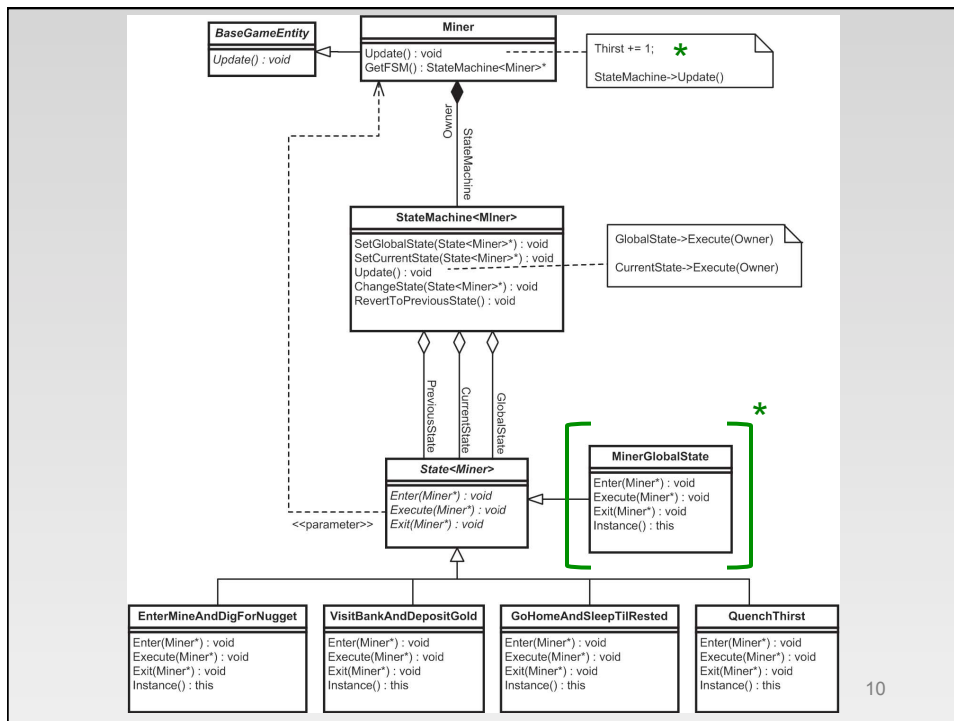 BaseGameEntity
Update() : void
Miner
Update() : void
GetFSM() : StateMachine<Miner>*
Thirst += 1; *
StateMachine->Update()
Owner
StateMachine
StateMachine<MIner>
SetGlobalState(State<Miner>*) : void
SetCurrentState(State<Miner>*) : void
Update() : void
ChangeState(State<Miner>*) : void
RevertToPreviousState() : void
GlobalState->Execute(Owner)
CurrentState->Execute(Owner)
PreviousState
CurrentState
GlobalState
*
State<Miner>
Enter(Miner*) : void
Execute(Miner*) : void
Exit(Miner*) : void
<<parameter>>
MinerGlobalState
Enter(Miner*) : void
Execute(Miner*) : void
Exit(Miner*) : void
Instance() : this
EnterMineAndDigForNugget
Enter(Miner*) : void
Execute(Miner*) : void
Exit(Miner*) : void
Instance() : this
VisitBankAndDepositGold
Enter(Miner*) : void
Execute(Miner*) : void
Exit(Miner*) : void
Instance() : this
GoHomeAndSleepTilRested
Enter(Miner*) : void
Execute(Miner*) : void
Exit(Miner*) : void
Instance() : this
QuenchThirst
Enter(Miner*) : void
Execute(Miner*) : void
Exit(Miner*) : void
Instance() : this
10